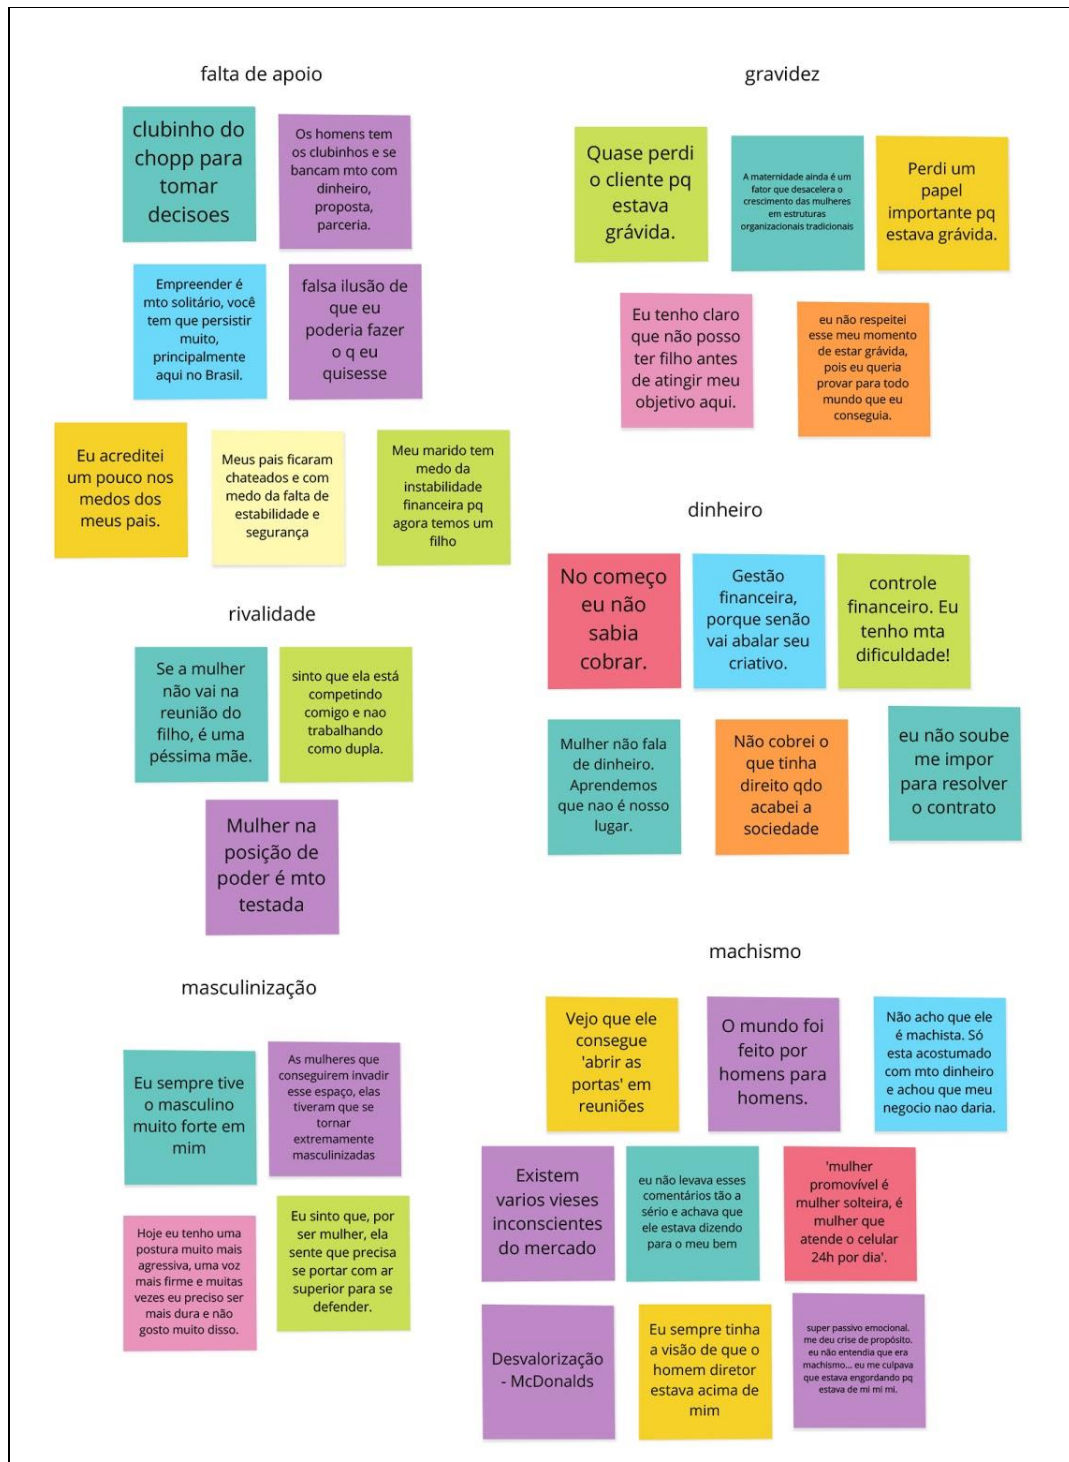 falta de apoio
clubinho do
chopp para
tomar
decisoes
Os homens tem
os clubinhos e se
bancam mto com
dinheiro,
proposta,
parceria.
Empreender é
mto solitário, você
tem que persistir
muito,
principalmente
aqui no Brasil.
falsa ilusão de
que eu
poderia fazer
o q eu
quisesse
Eu acreditei
um pouco nos
medos dos
meus pais.
Meus pais ficaram
chateados e com
medo da falta de
estabilidade e
segurança
Meu marido tem
medo da
instabilidade
financeira pq
agora temos um
filho
gravidez
Quase perdi
o cliente pq
estava
grávida.
A maternidade ainda é um
fator que desacelera o
crescimento das mulheres
em estruturas
organizacionais tradicionais
Perdi um
papel
importante pq
estava grávida.
Eu tenho claro
que não posso
ter filho antes
de atingir meu
objetivo aqui.
eu não respeitei
esse meu momento
de estar grávida,
pois eu queria
provar para todo
mundo que eu
conseguia.
rivalidade
Se a mulher
não vai na
reunião do
filho, é uma
péssima mãe.
sinto que ela está
competindo
comigo e nao
trabalhando
como dupla.
Mulher na
posição de
poder é mto
testada
dinheiro
No começo
eu não
sabia
cobrar.
Gestão
financeira,
porque senão
vai abalar seu
criativo.
controle
financeiro. Eu
tenho mta
dificuldade!
Mulher não fala
de dinheiro.
Aprendemos
que nao é nosso
lugar.
Não cobrei o
que tinha
direito qdo
acabei a
sociedade
eu não soube
me impor
para resolver
o contrato
masculinização
Eu sempre tive
o masculino
muito forte em
mim
As mulheres que
conseguirem invadir
esse espaço, elas
tiveram que se
tornar
extremamente
masculinizadas
Hoje eu tenho uma
postura muito mais
agressiva, uma voz
mais firme e muitas
vezes eu preciso ser
mais dura e não
gosto muito disso.
Eu sinto que, por
ser mulher, ela
sente que precisa
se portar com ar
superior para se
defender.
machismo
Vejo que ele
consegue
'abrir as
portas' em
reuniões
O mundo foi
feito por
homens para
homens.
Não acho que ele
é machista. Só
esta acostumado
com mto dinheiro
e achou que meu
negocio nao daria.
Existem
varios vieses
inconscientes
do mercado
eu não levava esses
comentários tão a
sério e achava que
ele estava dizendo
para o meu bem
'mulher
promovível é
mulher solteira, é
mulher que
atende o celular
24h por dia'.
Desvalorização
- McDonalds
Eu sempre tinha
a visão de que o
homem diretor
estava acima de
mim
super passivo emocional.
me deu crise de propósito.
eu não entendia que era
machismo... eu me culpava
que estava engordando pq
estava de mi mi mi.